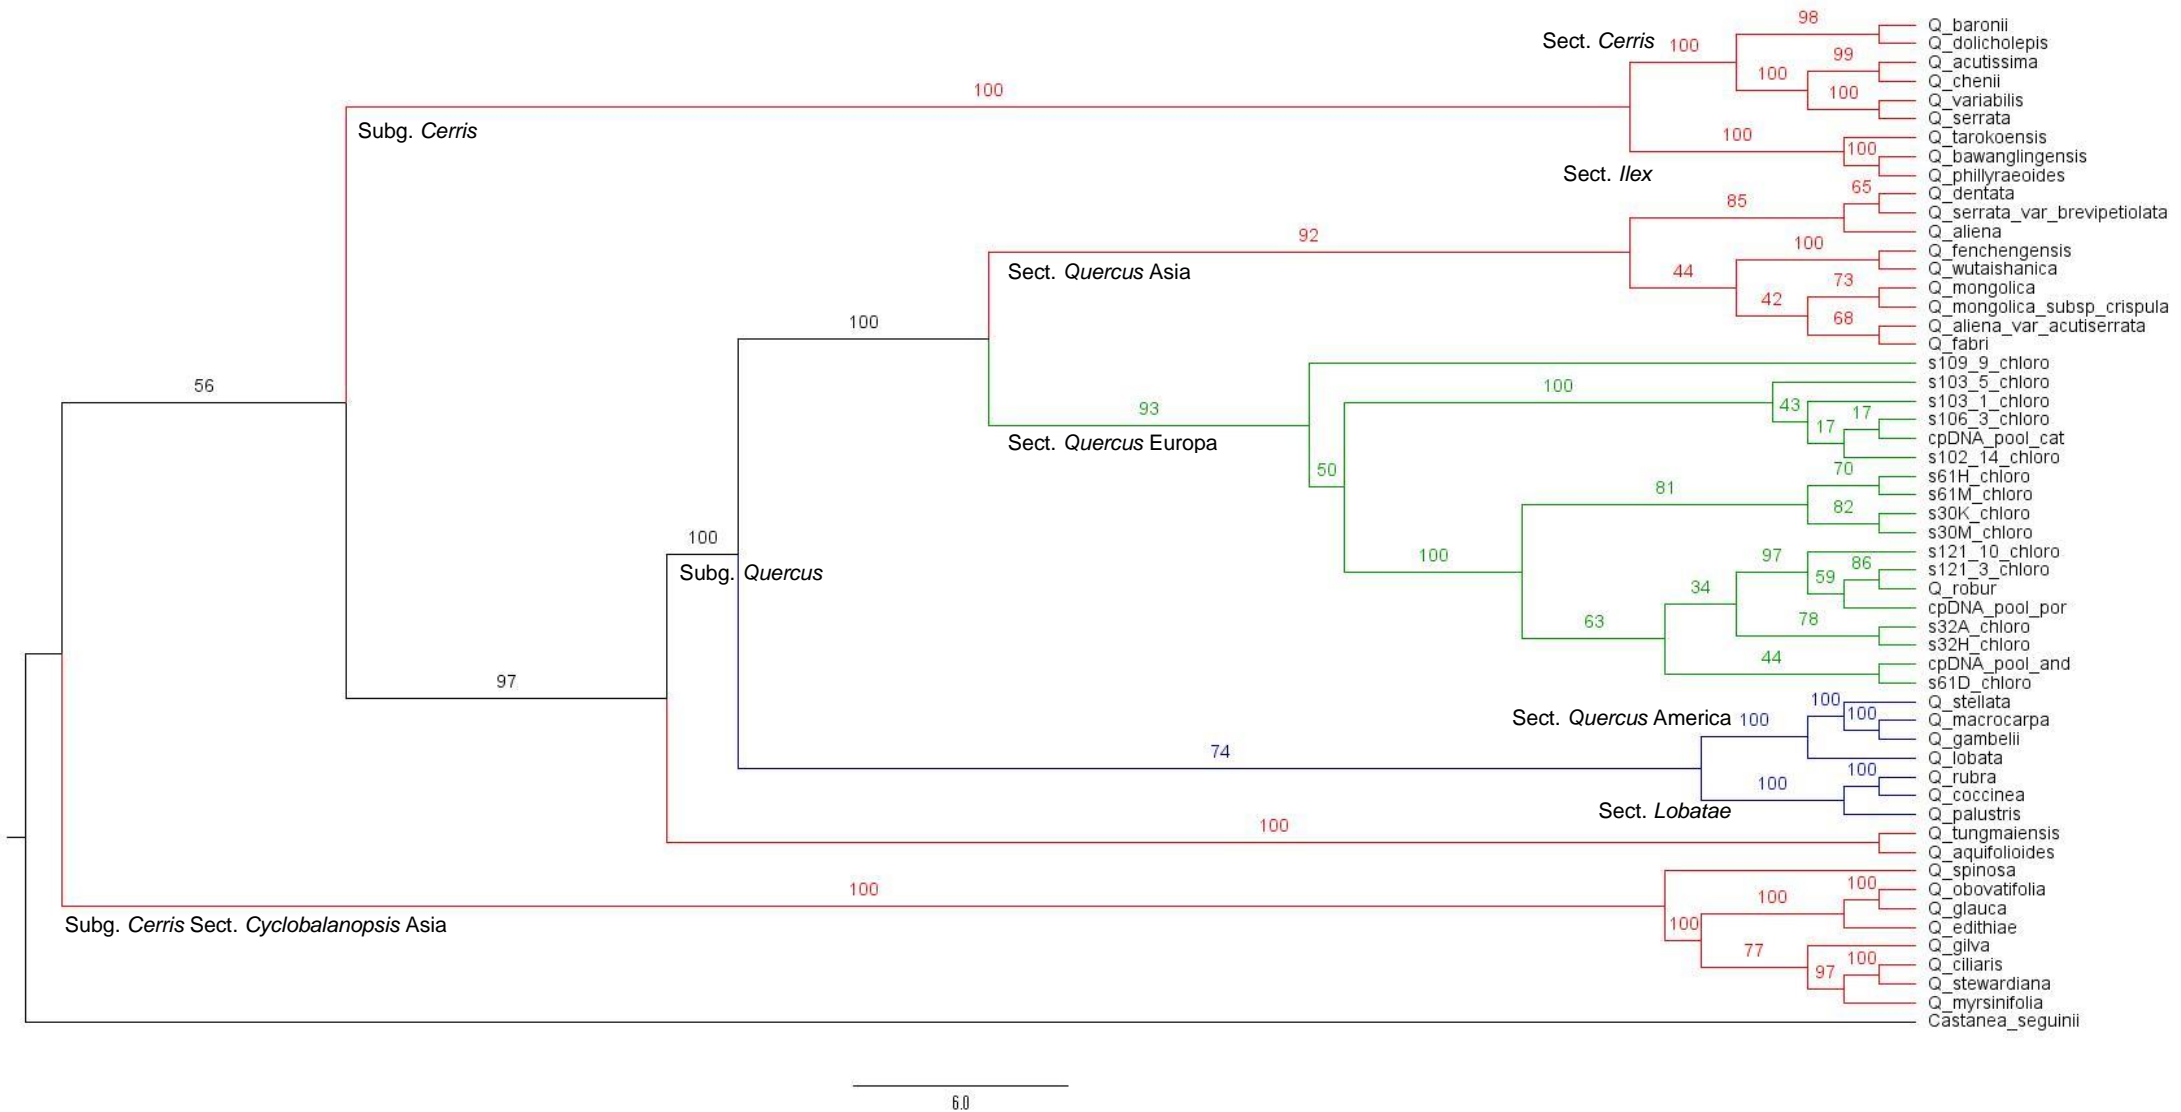 98
Q_baronii
Sect. Cerris
100
Q_dolicholepis
99
Q_acutissima
100
Q_chenii
100
100
Q_variabilis
Q_serrata
Subg. Cerris
100
Q_tarokoensis
100
Q_bawanglingensis
Sect. Ilex
Q_phillyraeoides
65
Q_dentata
85
Q_serrata_var_brevipetiolata
92
Q_aliena
100
Q_fenchengensis
Sect. Quercus Asia
44
Q_wutaishanica
73
Q_mongolica
42
Q_mongolica_subsp_crispula
100
68
Q_aliena_var_acutiserrata
Q_fabri
s109_9_chloro
56
100
s103_5_chloro
93
43
s103_1_chloro
17
s106_3_chloro
17
Sect. Quercus Europa
cpDNA_pool_cat
s102_14_chloro
50
70
s61H_chloro
81
s61M_chloro
82
s30K_chloro
s30M_chloro
100
100
97
s121_10_chloro
86
s121_3_chloro
Subg. Quercus
59
34
Q_robur
cpDNA_pool_por
63
78
s32A_chloro
s32H_chloro
44
cpDNA_pool_and
97
s61D_chloro
100
Q_stellata
Sect. Quercus America
100
100
Q_macrocarpa
Q_gambelii
74
Q_lobata
100
Q_rubra
100
Q_coccinea
Sect. Lobatae
Q_palustris
100
Q_tungmaiensis
Q_aquifolioides
Q_spinosa
100
100
Q_obovatifolia
100
Q_glauca
Subg. Cerris Sect. Cyclobalanopsis Asia
100
Q_edithiae
77
Q_gilva
100
Q_ciliaris
97
Q_stewardiana
Q_myrsinifolia
Castanea_seguinii
6.0